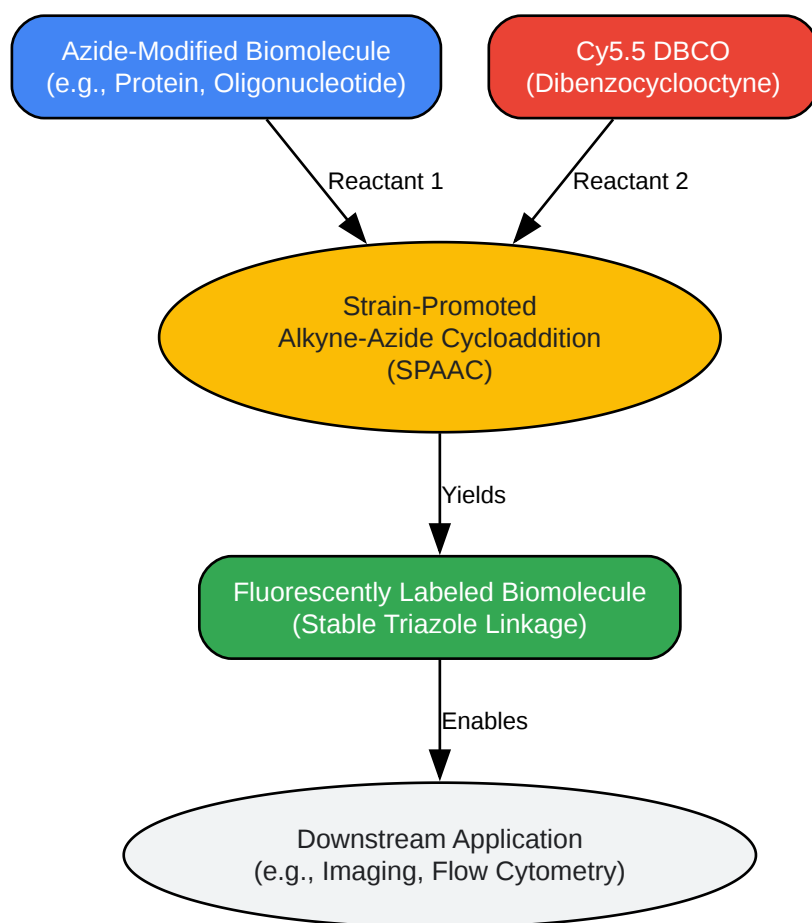 Azide-Modified Biomolecule
(e.g., Protein, Oligonucleotide)
Cy5.5 DBCO
(Dibenzocyclooctyne)
Reactant 1
Reactant 2
Strain-Promoted
Alkyne-Azide Cycloaddition
(SPAAC)
Yields
Fluorescently Labeled Biomolecule
(Stable Triazole Linkage)
Enables
Downstream Application
(e.g., Imaging, Flow Cytometry)